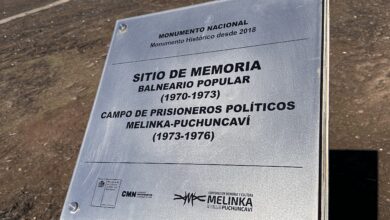 MONUMENTO NACIONAL
Monumento Histórico desde 2018
SITIO DE MEMORIA
BALNEARIO POPULAR
(1970-1973)
CAMPO DE PRISIONEROS POLÍTICOS
MELINKA-PUCHUNCAVÍ
(1973-1976)
CMN
MELINKA
PUCHUNCAVÍ